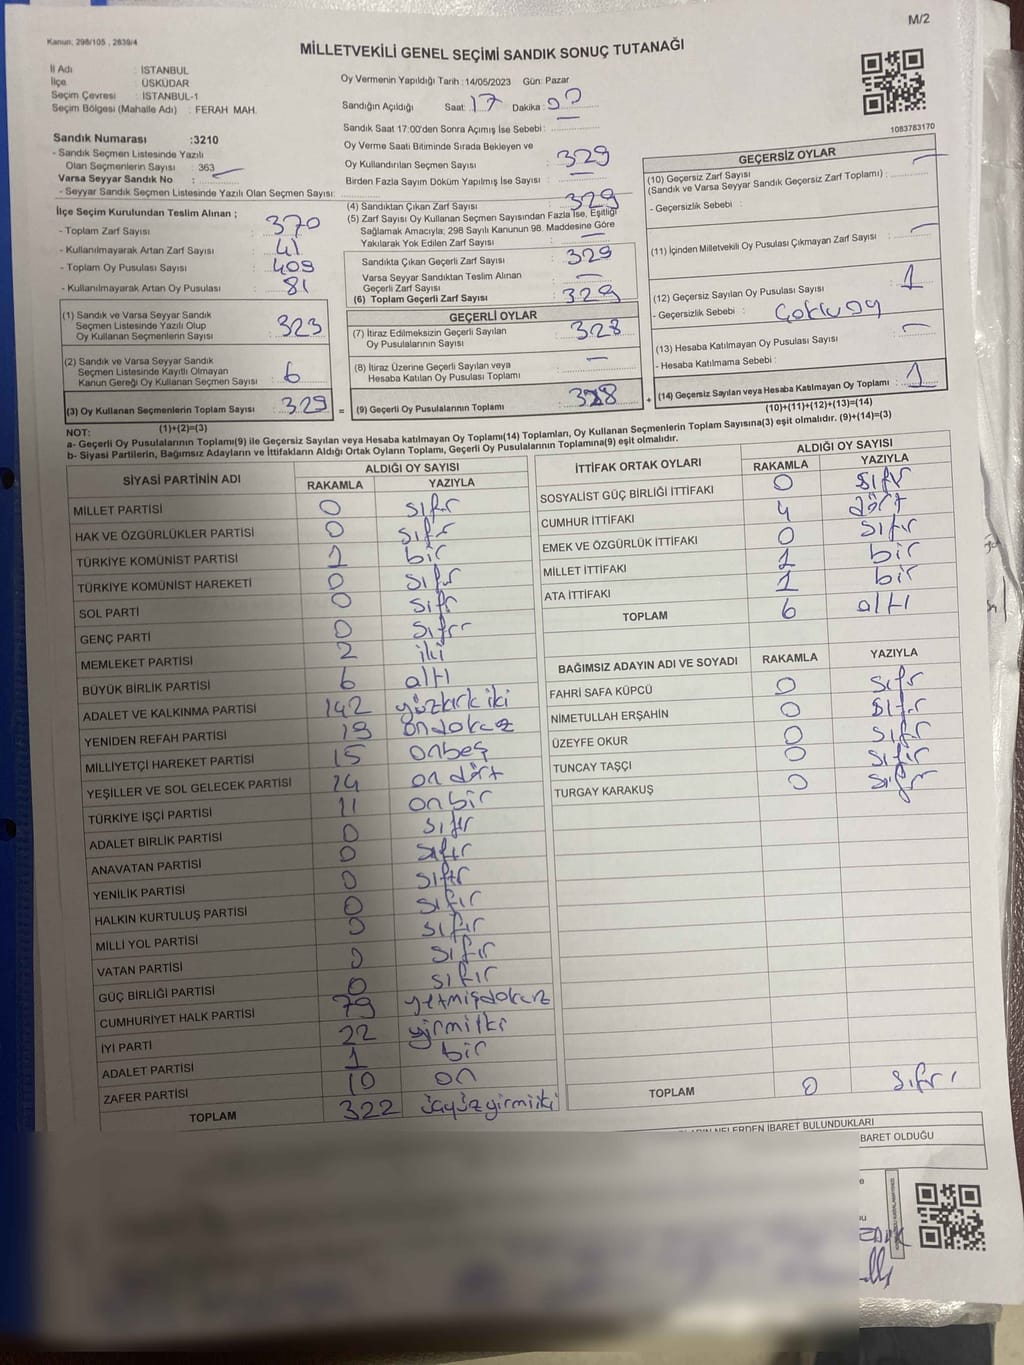 M/2
Kanun: 298/105 , 2839/4
MİLLETVEKİLİ GENEL SEÇİMİ SANDIK SONUÇ TUTANAĞI
İl Adı : İSTANBUL
İlçe : ÜSKÜDAR
Seçim Çevresi : İSTANBUL-1
Seçim Bölgesi (Mahalle Adı) : FERAH MAH.
Sandık Numarası :3210
- Sandık Seçmen Listesinde Yazılı
Olan Seçmenlerin Sayısı : 363
Varsa Seyyar Sandık No :
- Seyyar Sandık Seçmen Listesinde Yazılı Olan Seçmen Sayısı:
Oy Vermenin Yapıldığı Tarih : 14/05/2023 Gün: Pazar
Sandığın Açıldığı Saat: 17 Dakika: 00
Sandık Saat 17:00'den Sonra Açımış İse Sebebi :
Oy Verme Saati Bitiminde Sırada Bekleyen ve
Oy Kullandırılan Seçmen Sayısı : 329
Birden Fazla Sayım Döküm Yapılmış İse Sayısı : —
1083783170
İlçe Seçim Kurulundan Teslim Alınan ;
- Toplam Zarf Sayısı : 370
- Kullanılmayarak Artan Zarf Sayısı : 41
- Toplam Oy Pusulası Sayısı : 409
- Kullanılmayarak Artan Oy Pusulası : 81
(1) Sandık ve Varsa Seyyar Sandık
Seçmen Listesinde Yazılı Olup
Oy Kullanan Seçmenlerin Sayısı : 323
(2) Sandık ve Varsa Seyyar Sandık
Seçmen Listesinde Kayıtlı Olmayan
Kanun Gereği Oy Kullanan Seçmen Sayısı : 6
(3) Oy Kullanan Seçmenlerin Toplam Sayısı : 329 =
(1)+(2)=(3)
(4) Sandıktan Çıkan Zarf Sayısı : 329
(5) Zarf Sayısı Oy Kullanan Seçmen Sayısından Fazla İse, Eşitliği
Sağlamak Amacıyla; 298 Sayılı Kanunun 98. Maddesine Göre
Yakılarak Yok Edilen Zarf Sayısı : —
Sandıkta Çıkan Geçerli Zarf Sayısı : 329
Varsa Seyyar Sandıktan Teslim Alınan
Geçerli Zarf Sayısı : —
(6) Toplam Geçerli Zarf Sayısı : 329
GEÇERLİ OYLAR
(7) İtiraz Edilmeksizin Geçerli Sayılan
Oy Pusulalarının Sayısı : 328
(8) İtiraz Üzerine Geçerli Sayılan veya
Hesaba Katılan Oy Pusulası Toplamı : —
(9) Geçerli Oy Pusulalarının Toplamı : 328 +
GEÇERSİZ OYLAR
(10) Geçersiz Zarf Sayısı
(Sandık ve Varsa Seyyar Sandık Geçersiz Zarf Toplamı) : —
- Geçersizlik Sebebi :
(11) İçinden Milletvekili Oy Pusulası Çıkmayan Zarf Sayısı : —
(12) Geçersiz Sayılan Oy Pusulası Sayısı : 1
- Geçersizlik Sebebi : Çoklu oy
(13) Hesaba Katılmayan Oy Pusulası Sayısı : —
- Hesaba Katılmama Sebebi :
(14) Geçersiz Sayılan veya Hesaba Katılmayan Oy Toplamı : 1
(10)+(11)+(12)+(13)=(14)
NOT:
a- Geçerli Oy Pusulalarının Toplamı(9) ile Geçersiz Sayılan veya Hesaba katılmayan Oy Toplamı(14) Toplamları, Oy Kullanan Seçmenlerin Toplam Sayısına(3) eşit olmalıdır. (9)+(14)=(3)
b- Siyasi Partilerin, Bağımsız Adayların ve İttifakların Aldığı Ortak Oyların Toplamı, Geçerli Oy Pusulalarının Toplamına(9) eşit olmalıdır.
SİYASİ PARTİNİN ADI ALDIĞI OY SAYISI
RAKAMLA YAZIYLA
MİLLET PARTİSİ 0 sıfır
HAK VE ÖZGÜRLÜKLER PARTİSİ 0 sıfır
TÜRKİYE KOMÜNİST PARTİSİ 1 bir
TÜRKİYE KOMÜNİST HAREKETİ 0 sıfır
SOL PARTİ 0 sıfır
GENÇ PARTİ 0 sıfır
MEMLEKET PARTİSİ 2 iki
BÜYÜK BİRLİK PARTİSİ 6 altı
ADALET VE KALKINMA PARTİSİ 142 yüzkırkiki
YENİDEN REFAH PARTİSİ 19 ondokuz
MİLLİYETÇİ HAREKET PARTİSİ 15 onbeş
YEŞİLLER VE SOL GELECEK PARTİSİ 14 ondört
TÜRKİYE İŞÇİ PARTİSİ 11 onbir
ADALET BİRLİK PARTİSİ 0 sıfır
ANAVATAN PARTİSİ 0 sıfır
YENİLİK PARTİSİ 0 sıfır
HALKIN KURTULUŞ PARTİSİ 0 sıfır
MİLLİ YOL PARTİSİ 0 sıfır
VATAN PARTİSİ 0 sıfır
GÜÇ BİRLİĞİ PARTİSİ 0 sıfır
CUMHURİYET HALK PARTİSİ 79 yetmişdokuz
İYİ PARTİ 22 yirmiiki
ADALET PARTİSİ 1 bir
ZAFER PARTİSİ 10 on
TOPLAM 322 üçyüzyirmiiki
İTTİFAK ORTAK OYLARI ALDIĞI OY SAYISI
RAKAMLA YAZIYLA
SOSYALİST GÜÇ BİRLİĞİ İTTİFAKI 0 sıfır
CUMHUR İTTİFAKI 4 dört
EMEK VE ÖZGÜRLÜK İTTİFAKI 0 sıfır
MİLLET İTTİFAKI 1 bir
ATA İTTİFAKI 1 bir
TOPLAM 6 altı
BAĞIMSIZ ADAYIN ADI VE SOYADI RAKAMLA YAZIYLA
FAHRİ SAFA KÜPCÜ 0 sıfır
NİMETULLAH ERŞAHİN 0 sıfır
ÜZEYFE OKUR 0 sıfır
TUNCAY TAŞÇI 0 sıfır
TURGAY KARAKUŞ 0 sıfır
TOPLAM 0 sıfır
NELERDEN İBARET BULUNDUKLARI
BARET OLDUĞU